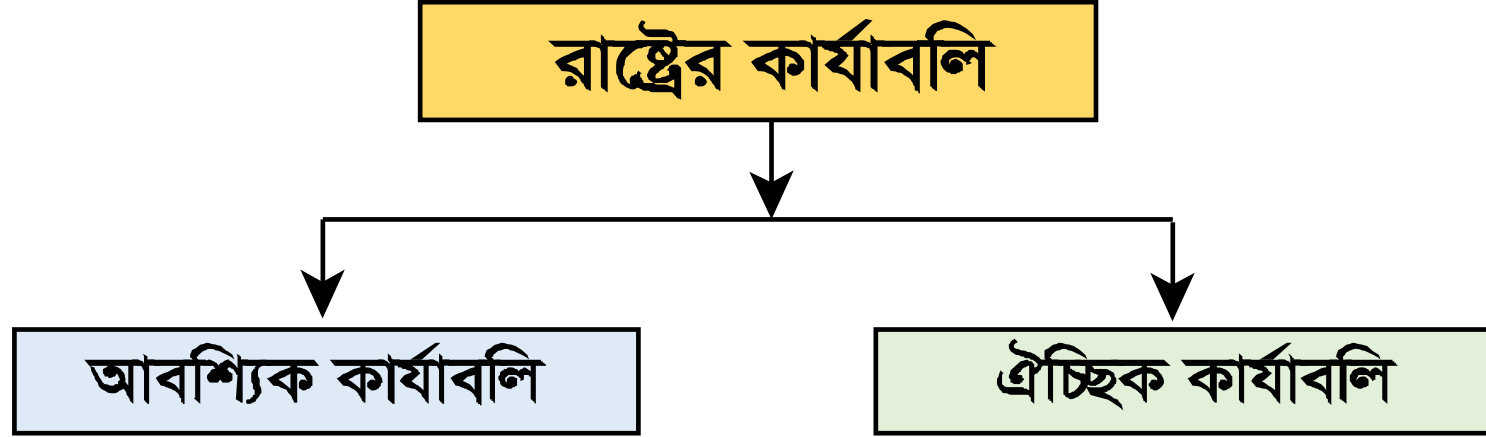 রাষ্ট্রের কার্যাবলি
আবশ্যিক কার্যাবলি
ঐচ্ছিক কার্যাবলি